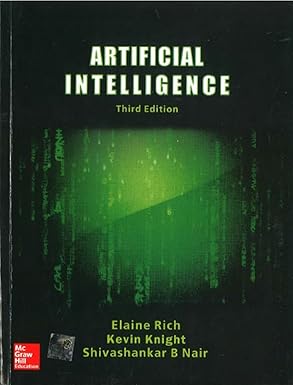 ARTIFICIAL
INTELLIGENCE
Third Edition
Elaine Rich
Kevin Knight
Shivashankar B Nair
Mc
Graw
Hill
Education